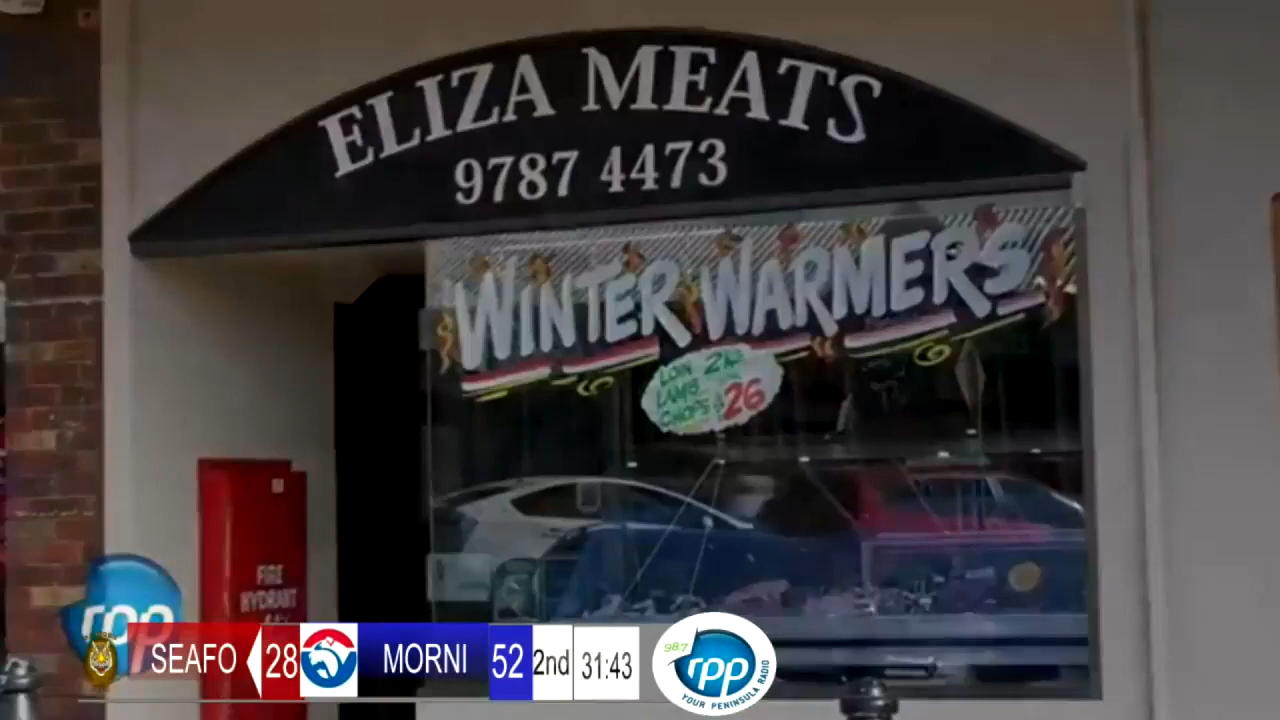 ELIZA MEATS
9787 4473
WINTER WARMERS
LOIN 2KG
LAMB
CHOPS $26
FIRE
HYDRANT
rpp
SEAFO 28 MORNI 52 2nd 31:43
98.7
rpp
YOUR PENINSULA RADIO